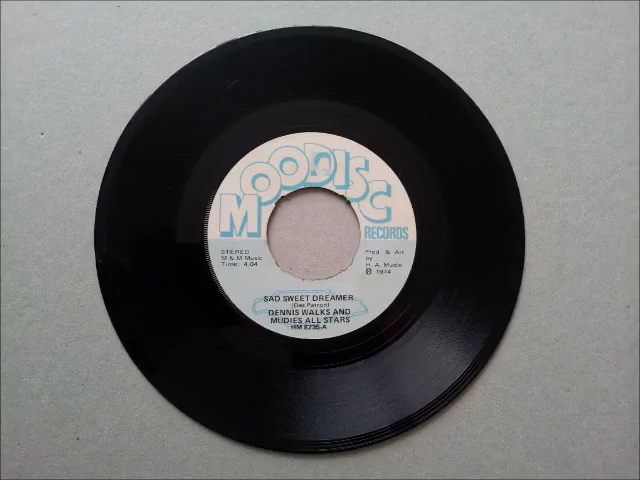 MOODISC
RECORDS
STEREO
M & M Music
Time: 4.04
Prod. & Arr.
by
H. A. Mudie
℗ 1974
SAD SWEET DREAMER
(Des Parton)
DENNIS WALKS AND
MUDIES ALL STARS
HM 8235-A